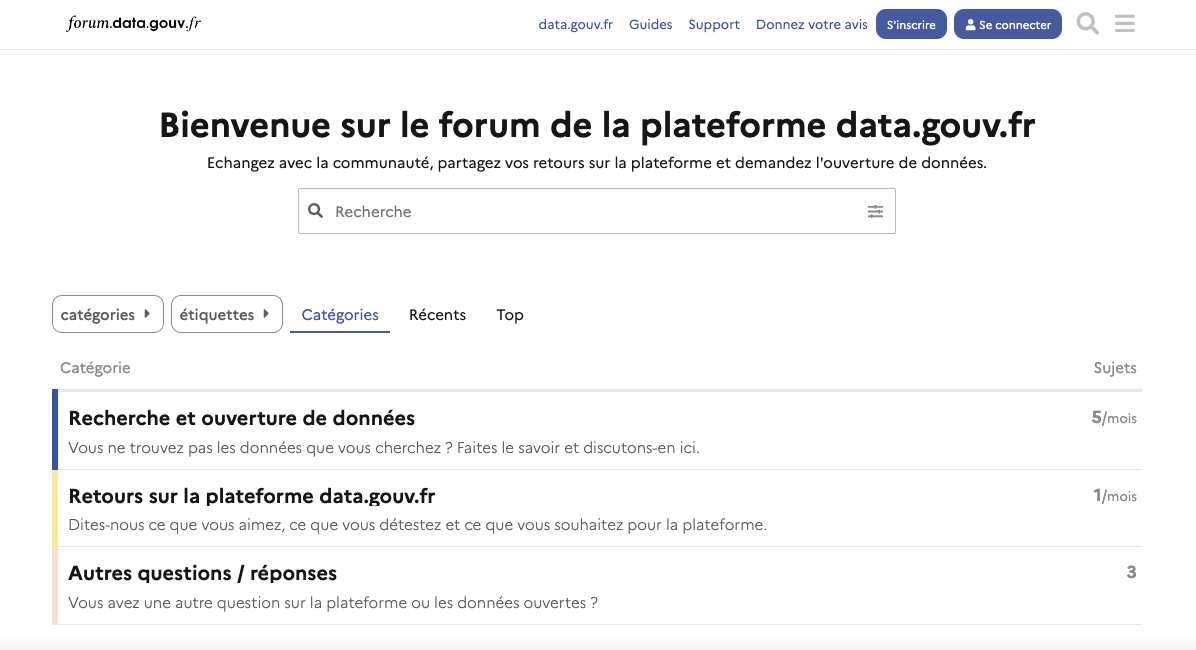 forum.data.gouv.fr
data.gouv.fr Guides Support Donnez votre avis S'inscrire Se connecter
Bienvenue sur le forum de la plateforme data.gouv.fr
Echangez avec la communauté, partagez vos retours sur la plateforme et demandez l'ouverture de données.
Recherche
catégories étiquettes Catégories Récents Top
Catégorie Sujets
Recherche et ouverture de données 5/mois
Vous ne trouvez pas les données que vous cherchez ? Faites le savoir et discutons-en ici.
Retours sur la plateforme data.gouv.fr 1/mois
Dites-nous ce que vous aimez, ce que vous détestez et ce que vous souhaitez pour la plateforme.
Autres questions / réponses 3
Vous avez une autre question sur la plateforme ou les données ouvertes ?